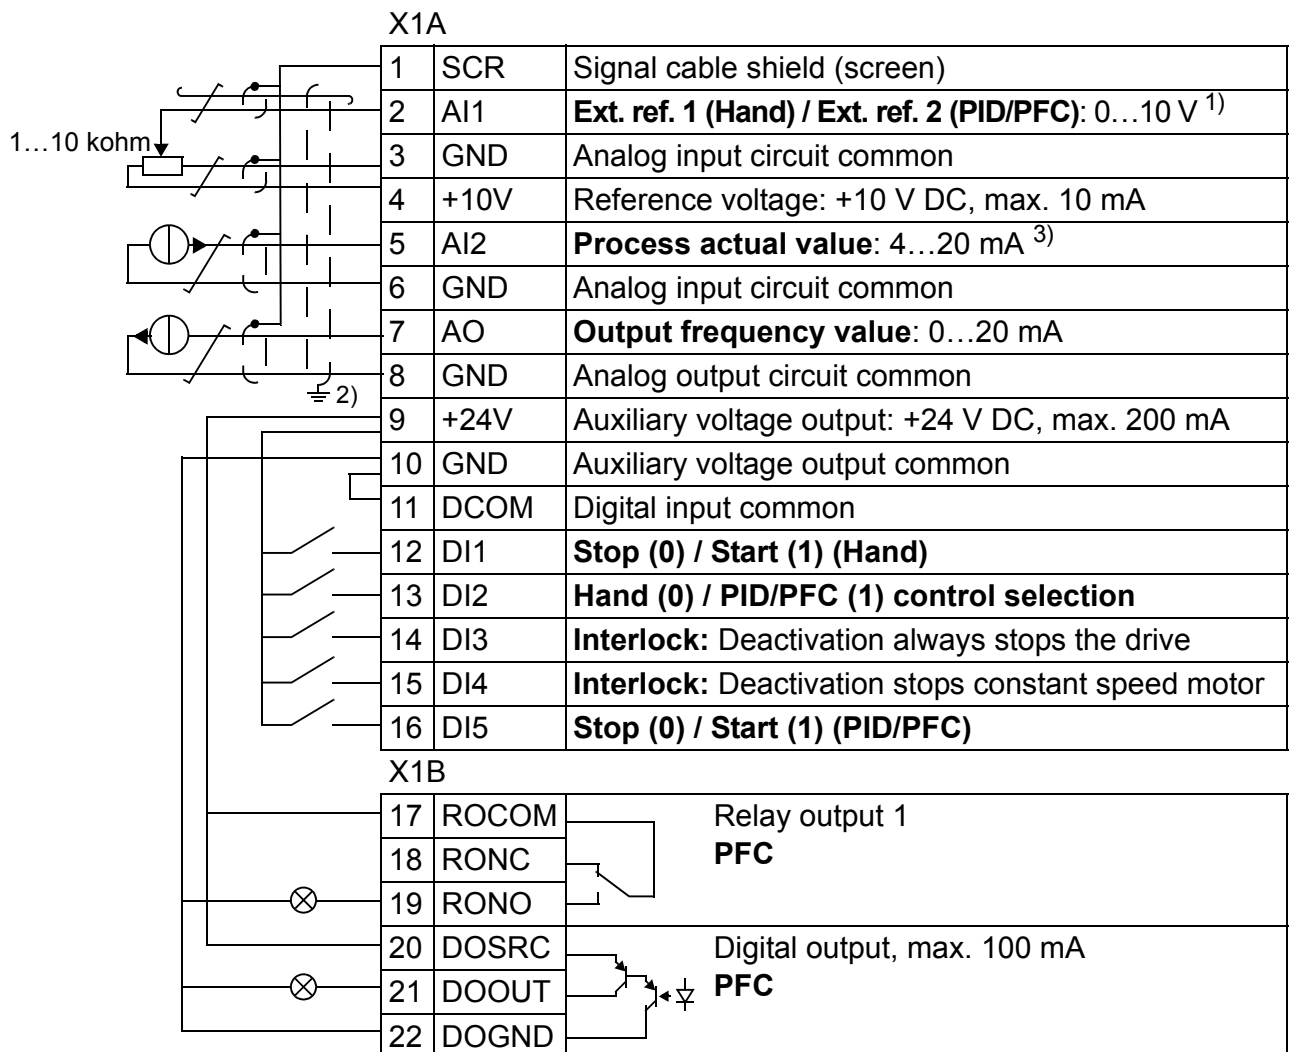 X1A
1 SCR Signal cable shield (screen)
2 AI1 Ext. ref. 1 (Hand) / Ext. ref. 2 (PID/PFC): 0…10 V 1)
1…10 kohm
3 GND Analog input circuit common
4 +10V Reference voltage: +10 V DC, max. 10 mA
5 AI2 Process actual value: 4…20 mA 3)
6 GND Analog input circuit common
7 AO Output frequency value: 0…20 mA
8 GND Analog output circuit common
2)
9 +24V Auxiliary voltage output: +24 V DC, max. 200 mA
10 GND Auxiliary voltage output common
11 DCOM Digital input common
12 DI1 Stop (0) / Start (1) (Hand)
13 DI2 Hand (0) / PID/PFC (1) control selection
14 DI3 Interlock: Deactivation always stops the drive
15 DI4 Interlock: Deactivation stops constant speed motor
16 DI5 Stop (0) / Start (1) (PID/PFC)
X1B
17 ROCOM Relay output 1
18 RONC PFC
19 RONO
20 DOSRC Digital output, max. 100 mA
21 DOOUT PFC
22 DOGND